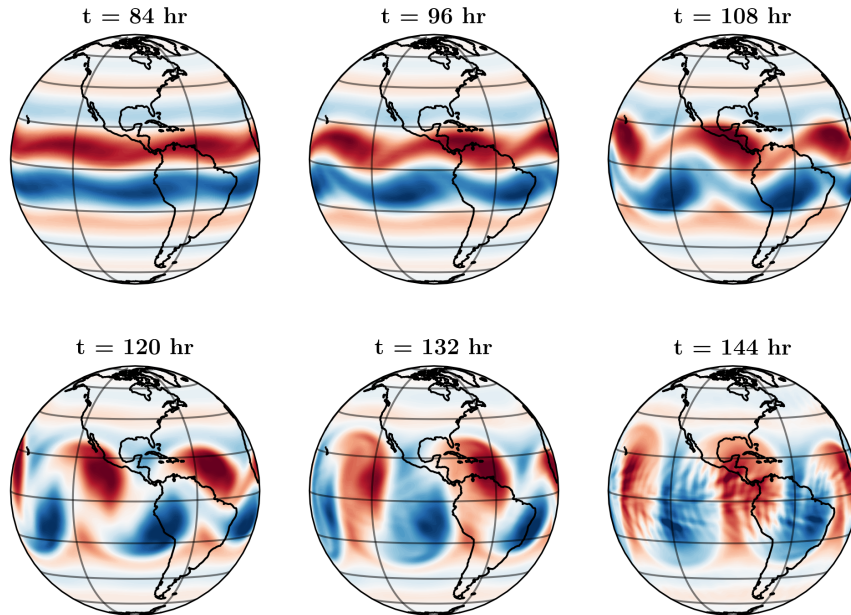 t = 84 hr
t = 96 hr
t = 108 hr
t = 120 hr
t = 132 hr
t = 144 hr